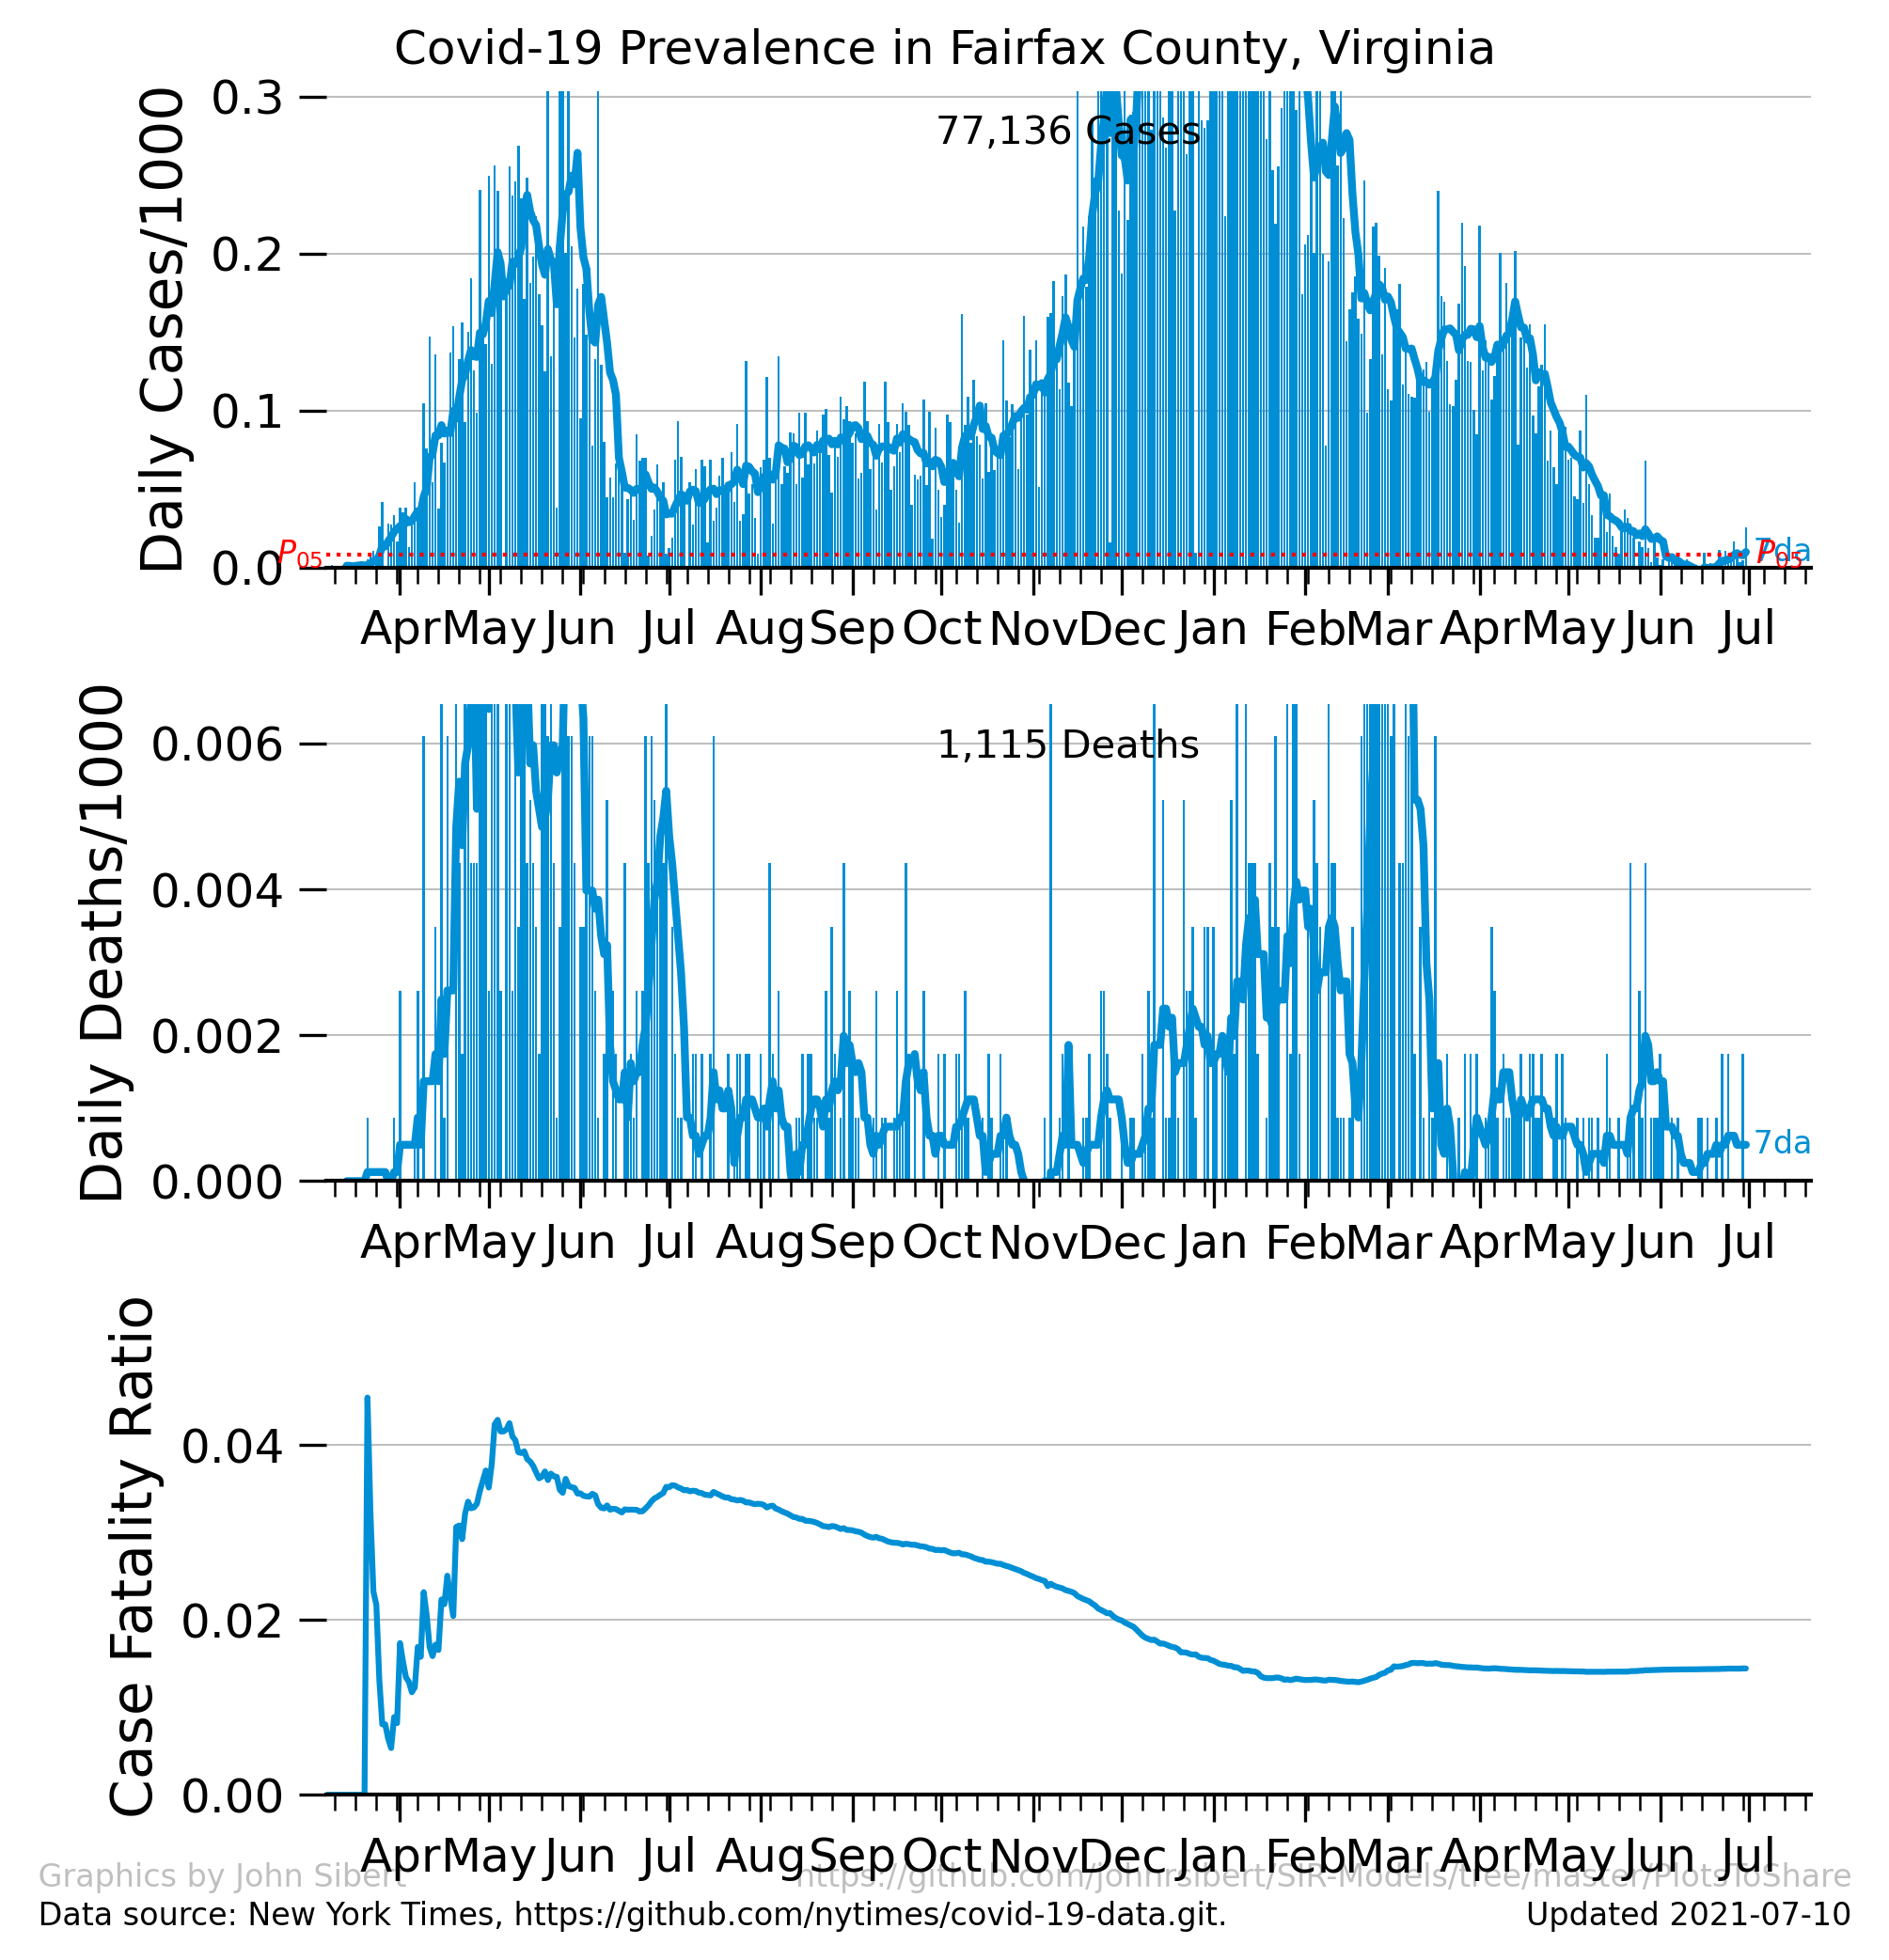 Covid-19 Prevalence in Fairfax County, Virginia
Daily Cases/1000
0.3
0.2
0.1
0.0
77,136 Cases
P05
7da
P05
Apr May Jun Jul Aug Sep Oct Nov Dec Jan Feb Mar Apr May Jun Jul
Daily Deaths/1000
0.006
0.004
0.002
0.000
1,115 Deaths
7da
Apr May Jun Jul Aug Sep Oct Nov Dec Jan Feb Mar Apr May Jun Jul
Case Fatality Ratio
0.04
0.02
0.00
Apr May Jun Jul Aug Sep Oct Nov Dec Jan Feb Mar Apr May Jun Jul
Graphics by John Sibert https://github.com/johnrsibert/SIR-Models/tree/master/PlotsToShare
Data source: New York Times, https://github.com/nytimes/covid-19-data.git. Updated 2021-07-10